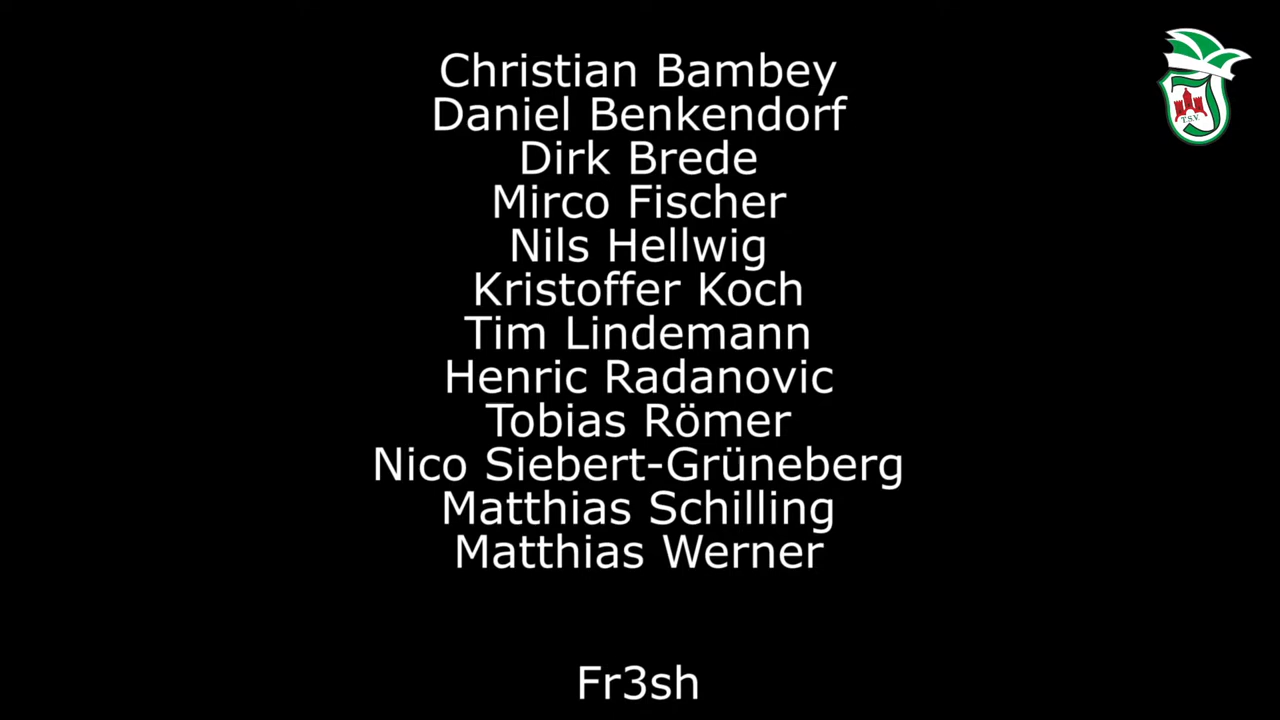 Christian Bambey
Daniel Benkendorf
Dirk Brede
Mirco Fischer
Nils Hellwig
Kristoffer Koch
Tim Lindemann
Henric Radanovic
Tobias Römer
Nico Siebert-Grüneberg
Matthias Schilling
Matthias Werner
Fr3sh
J
T.S.V.